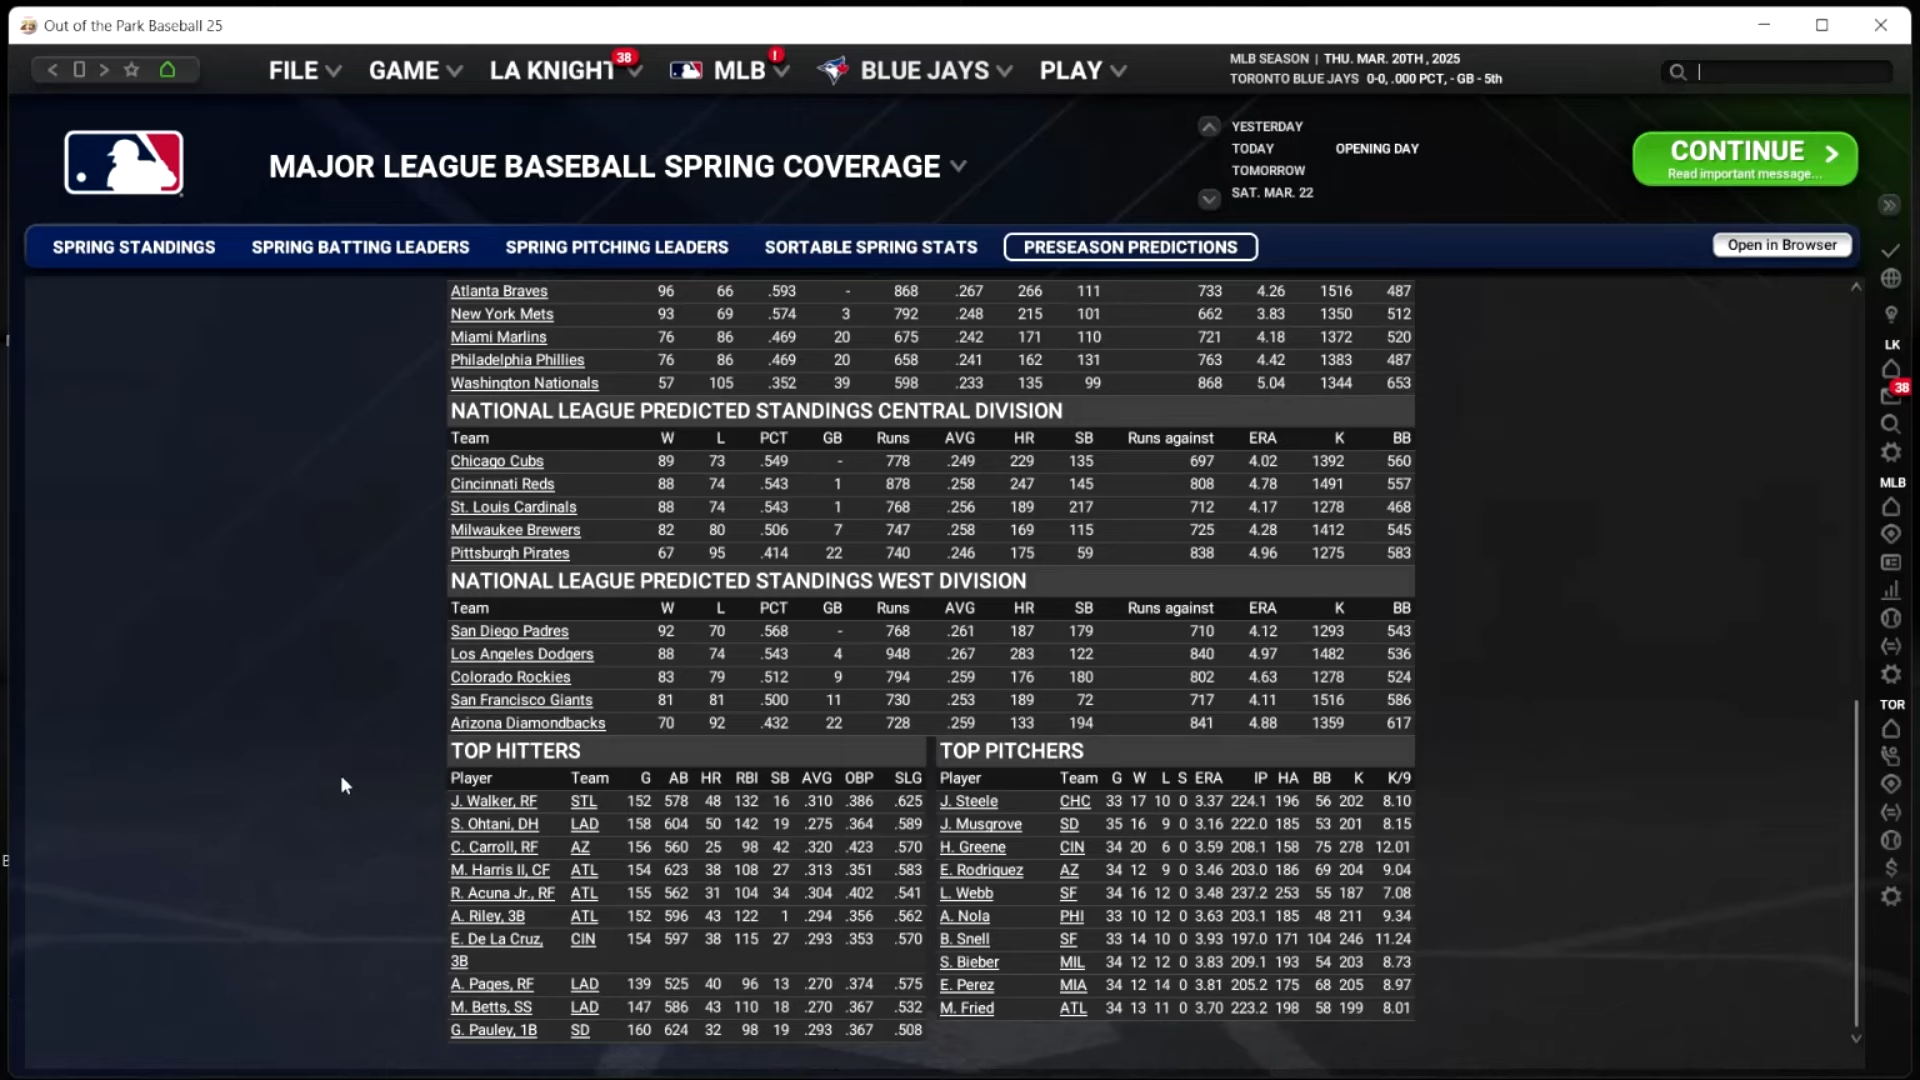 Out of the Park Baseball 25
FILE GAME LA KNIGHT 38 MLB ! BLUE JAYS PLAY
MLB SEASON | THU. MAR. 20TH , 2025
TORONTO BLUE JAYS 0-0, .000 PCT, - GB - 5th
MAJOR LEAGUE BASEBALL SPRING COVERAGE
YESTERDAY
TODAY OPENING DAY
TOMORROW
SAT. MAR. 22
CONTINUE
Read important message...
SPRING STANDINGS SPRING BATTING LEADERS SPRING PITCHING LEADERS SORTABLE SPRING STATS PRESEASON PREDICTIONS Open in Browser
Atlanta Braves 96 66 .593 - 868 .267 266 111 733 4.26 1516 487
New York Mets 93 69 .574 3 792 .248 215 101 662 3.83 1350 512
Miami Marlins 76 86 .469 20 675 .242 171 110 721 4.18 1372 520
Philadelphia Phillies 76 86 .469 20 658 .241 162 131 763 4.42 1383 487
Washington Nationals 57 105 .352 39 598 .233 135 99 868 5.04 1344 653
NATIONAL LEAGUE PREDICTED STANDINGS CENTRAL DIVISION
Team W L PCT GB Runs AVG HR SB Runs against ERA K BB
Chicago Cubs 89 73 .549 - 778 .249 229 135 697 4.02 1392 560
Cincinnati Reds 88 74 .543 1 878 .258 247 145 808 4.78 1491 557
St. Louis Cardinals 88 74 .543 1 768 .256 189 217 712 4.17 1278 468
Milwaukee Brewers 82 80 .506 7 747 .258 169 115 725 4.28 1412 545
Pittsburgh Pirates 67 95 .414 22 740 .246 175 59 838 4.96 1275 583
NATIONAL LEAGUE PREDICTED STANDINGS WEST DIVISION
Team W L PCT GB Runs AVG HR SB Runs against ERA K BB
San Diego Padres 92 70 .568 - 768 .261 187 179 710 4.12 1293 543
Los Angeles Dodgers 88 74 .543 4 948 .267 283 122 840 4.97 1482 536
Colorado Rockies 83 79 .512 9 794 .259 176 180 802 4.63 1278 524
San Francisco Giants 81 81 .500 11 730 .253 189 72 717 4.11 1516 586
Arizona Diamondbacks 70 92 .432 22 728 .259 133 194 841 4.88 1359 617
TOP HITTERS
Player Team G AB HR RBI SB AVG OBP SLG
J. Walker, RF STL 152 578 48 132 16 .310 .386 .625
S. Ohtani, DH LAD 158 604 50 142 19 .275 .364 .589
C. Carroll, RF AZ 156 560 25 98 42 .320 .423 .570
M. Harris II, CF ATL 154 623 38 108 27 .313 .351 .583
R. Acuna Jr., RF ATL 155 562 31 104 34 .304 .402 .541
A. Riley, 3B ATL 152 596 43 122 1 .294 .356 .562
E. De La Cruz, CIN 154 597 38 115 27 .293 .353 .570
3B
A. Pages, RF LAD 139 525 40 96 13 .270 .374 .575
M. Betts, SS LAD 147 586 43 110 18 .270 .367 .532
G. Pauley, 1B SD 160 624 32 98 19 .293 .367 .508
TOP PITCHERS
Player Team G W L S ERA IP HA BB K K/9
J. Steele CHC 33 17 10 0 3.37 224.1 196 56 202 8.10
J. Musgrove SD 35 16 9 0 3.16 222.0 185 53 201 8.15
H. Greene CIN 34 20 6 0 3.59 208.1 158 75 278 12.01
E. Rodriguez AZ 34 12 9 0 3.46 203.0 186 69 204 9.04
L. Webb SF 34 16 12 0 3.48 237.2 253 55 187 7.08
A. Nola PHI 33 10 12 0 3.63 203.1 185 48 211 9.34
B. Snell SF 33 14 10 0 3.93 197.0 171 104 246 11.24
S. Bieber MIL 34 12 12 0 3.83 209.1 193 54 203 8.73
E. Perez MIA 34 12 14 0 3.81 205.2 175 68 205 8.97
M. Fried ATL 34 13 11 0 3.70 223.2 198 58 199 8.01
LK
38
MLB
TOR
$